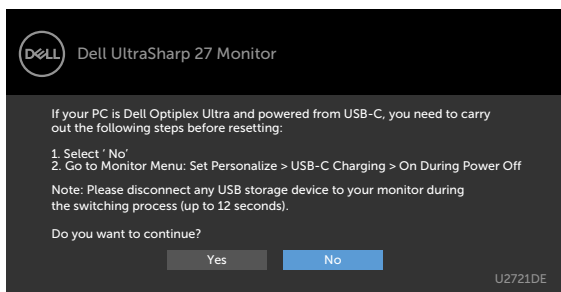 DELL
Dell UltraSharp 27 Monitor
If your PC is Dell Optiplex Ultra and powered from USB-C, you need to carry
out the following steps before resetting:
1. Select ‘ No’
2. Go to Monitor Menu: Set Personalize > USB-C Charging > On During Power Off
Note: Please disconnect any USB storage device to your monitor during
the switching process (up to 12 seconds).
Do you want to continue?
Yes No
U2721DE